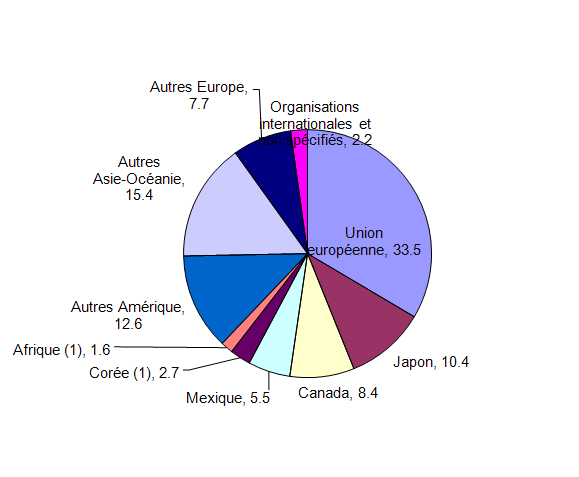 Autres Europe,
7.7
Organisations
internationales et
non spécifiés, 2.2
Autres
Asie-Océanie,
15.4
Union
européenne, 33.5
Autres Amérique,
12.6
Afrique (1), 1.6
Corée (1), 2.7
Mexique, 5.5
Canada, 8.4
Japon, 10.4